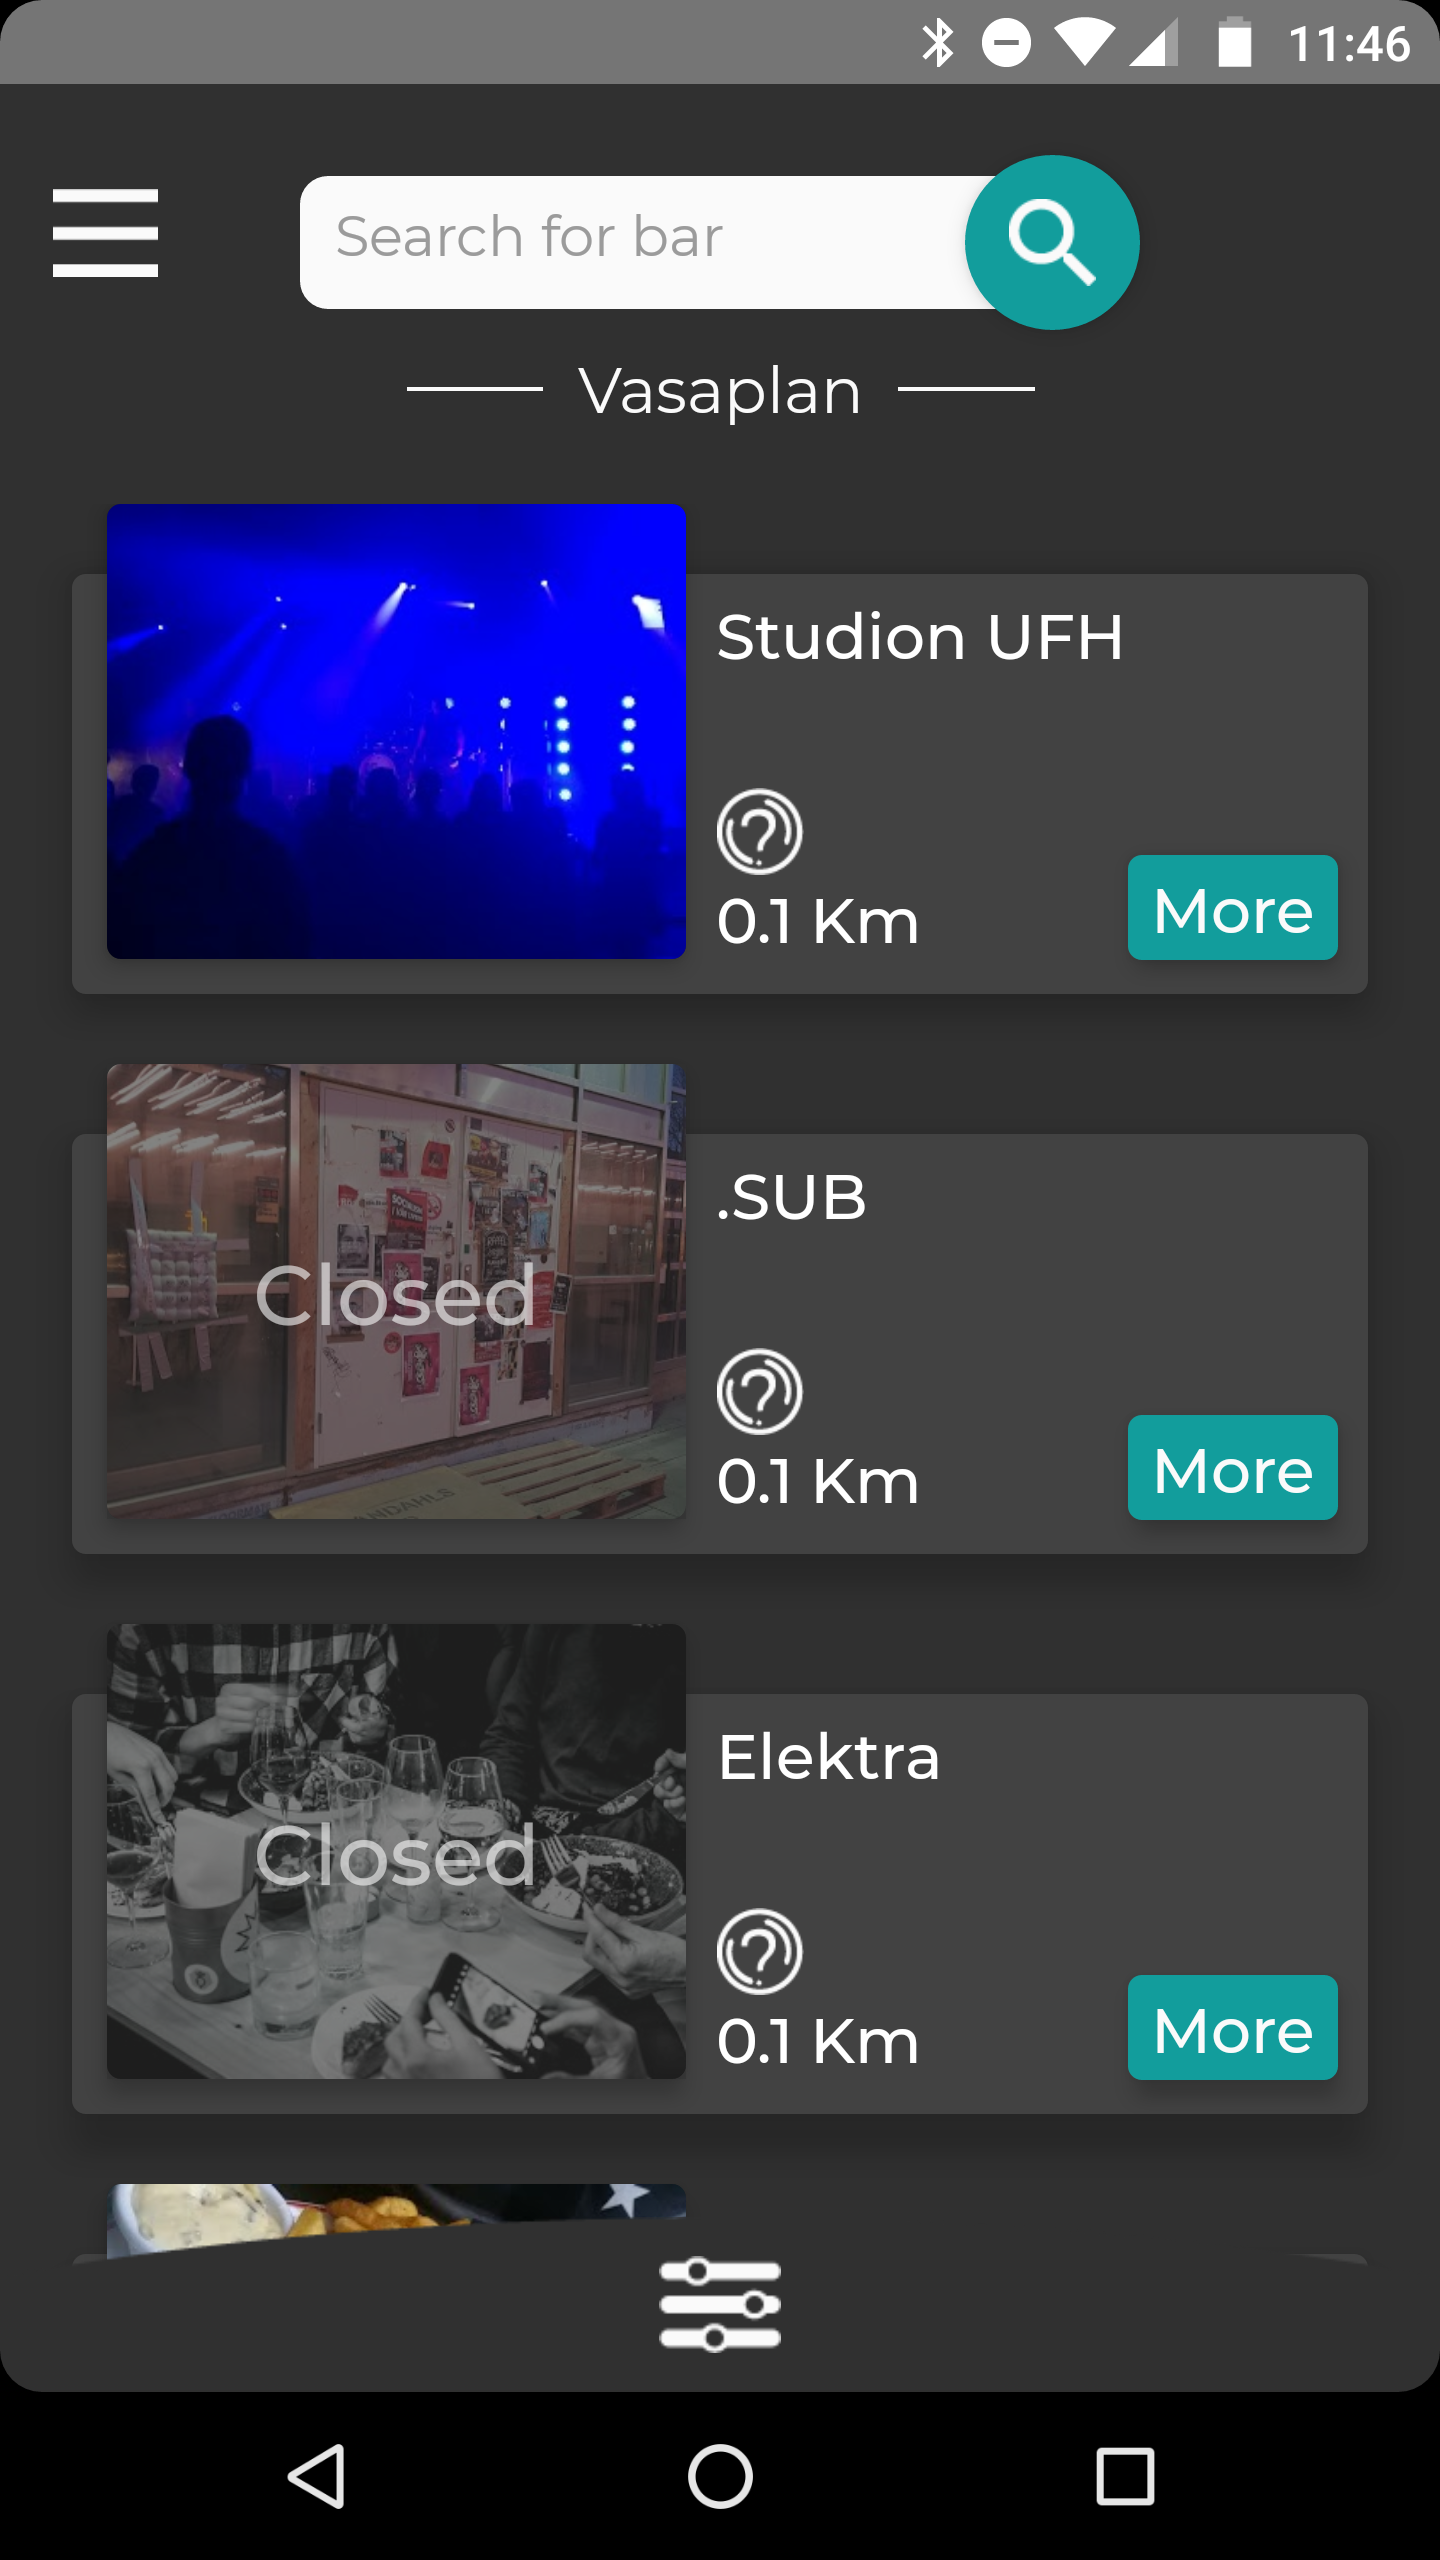 11:46
Search for bar
Vasaplan
Studion UFH
0.1 Km
More
.SUB
Closed
0.1 Km
More
Elektra
Closed
0.1 Km
More